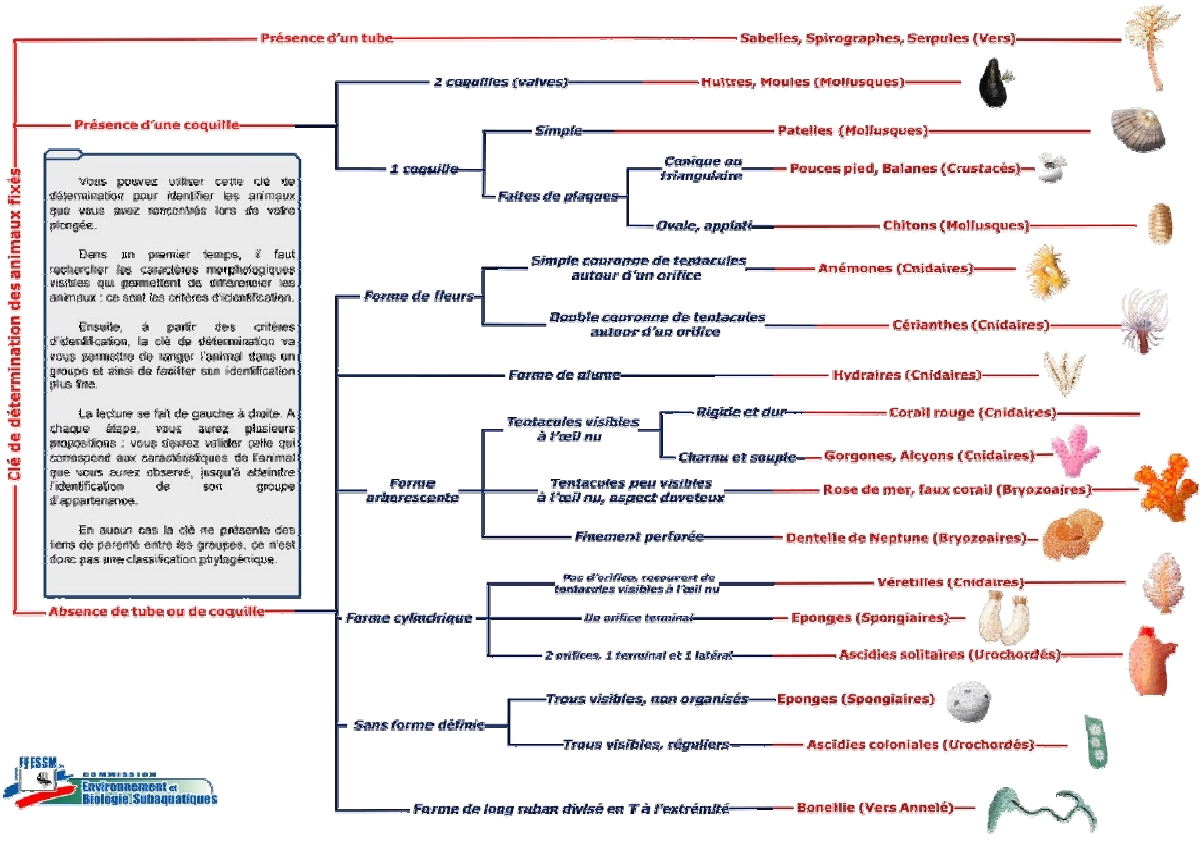 Clé de détermination des animaux fixés
Présence d'un tube
Sabelles, Spirographes, Serpules (Vers)
Présence d'une coquille
2 coquilles (valves)
Huîtres, Moules (Mollusques)
1 coquille
Simple
Patelles (Mollusques)
Faites de plaques
Conique ou
triangulaire
Pouces pied, Balanes (Crustacés)
Ovale, applati
Chitons (Mollusques)
Vous pouvez utiliser cette clé de
détermination pour identifier les animaux
que vous avez rencontrés lors de votre
plongée.
Dans un premier temps, il faut
rechercher les caractères morphologiques
visibles qui permettent de différencier les
animaux : ce sont les critères d'identification.
Ensuite, à partir des critères
d'identification, la clé de détermination va
vous permettre de ranger l'animal dans un
groupe et ainsi de faciliter son identification
plus fine.
La lecture se fait de gauche à droite. A
chaque étape, vous aurez plusieurs
propositions : vous devrez valider celle qui
correspond aux caractéristiques de l'animal
que vous aurez observé, jusqu'à atteindre
l'identification de son groupe
d'appartenance.
En aucun cas la clé ne présente des
liens de parenté entre les groupes, ce n'est
donc pas une classification phylogénique.
Absence de tube ou de coquille
Forme de fleurs
Simple couronne de tentacules
autour d'un orifice
Anémones (Cnidaires)
Double couronne de tentacules
autour d'un orifice
Cérianthes (Cnidaires)
Forme de plume
Hydraires (Cnidaires)
Forme
arborescente
Tentacules visibles
à l'œil nu
Rigide et dur
Corail rouge (Cnidaires)
Charnu et souple
Gorgones, Alcyons (Cnidaires)
Tentacules peu visibles
à l'œil nu, aspect duveteux
Rose de mer, faux corail (Bryozoaires)
Finement perforée
Dentelle de Neptune (Bryozoaires)
Forme cylindrique
Pas d'orifice, recouvert de
tentacules visibles à l'œil nu
Vérétilles (Cnidaires)
Un orifice terminal
Eponges (Spongiaires)
2 orifices, 1 terminal et 1 latéral
Ascidies solitaires (Urochordés)
Sans forme définie
Trous visibles, non organisés
Eponges (Spongiaires)
Trous visibles, réguliers
Ascidies coloniales (Urochordés)
Forme de long ruban divisé en T à l'extrémité
Bonellie (Vers Annelé)
FFESSM
COMMISSION
Environnement et
Biologie Subaquatiques